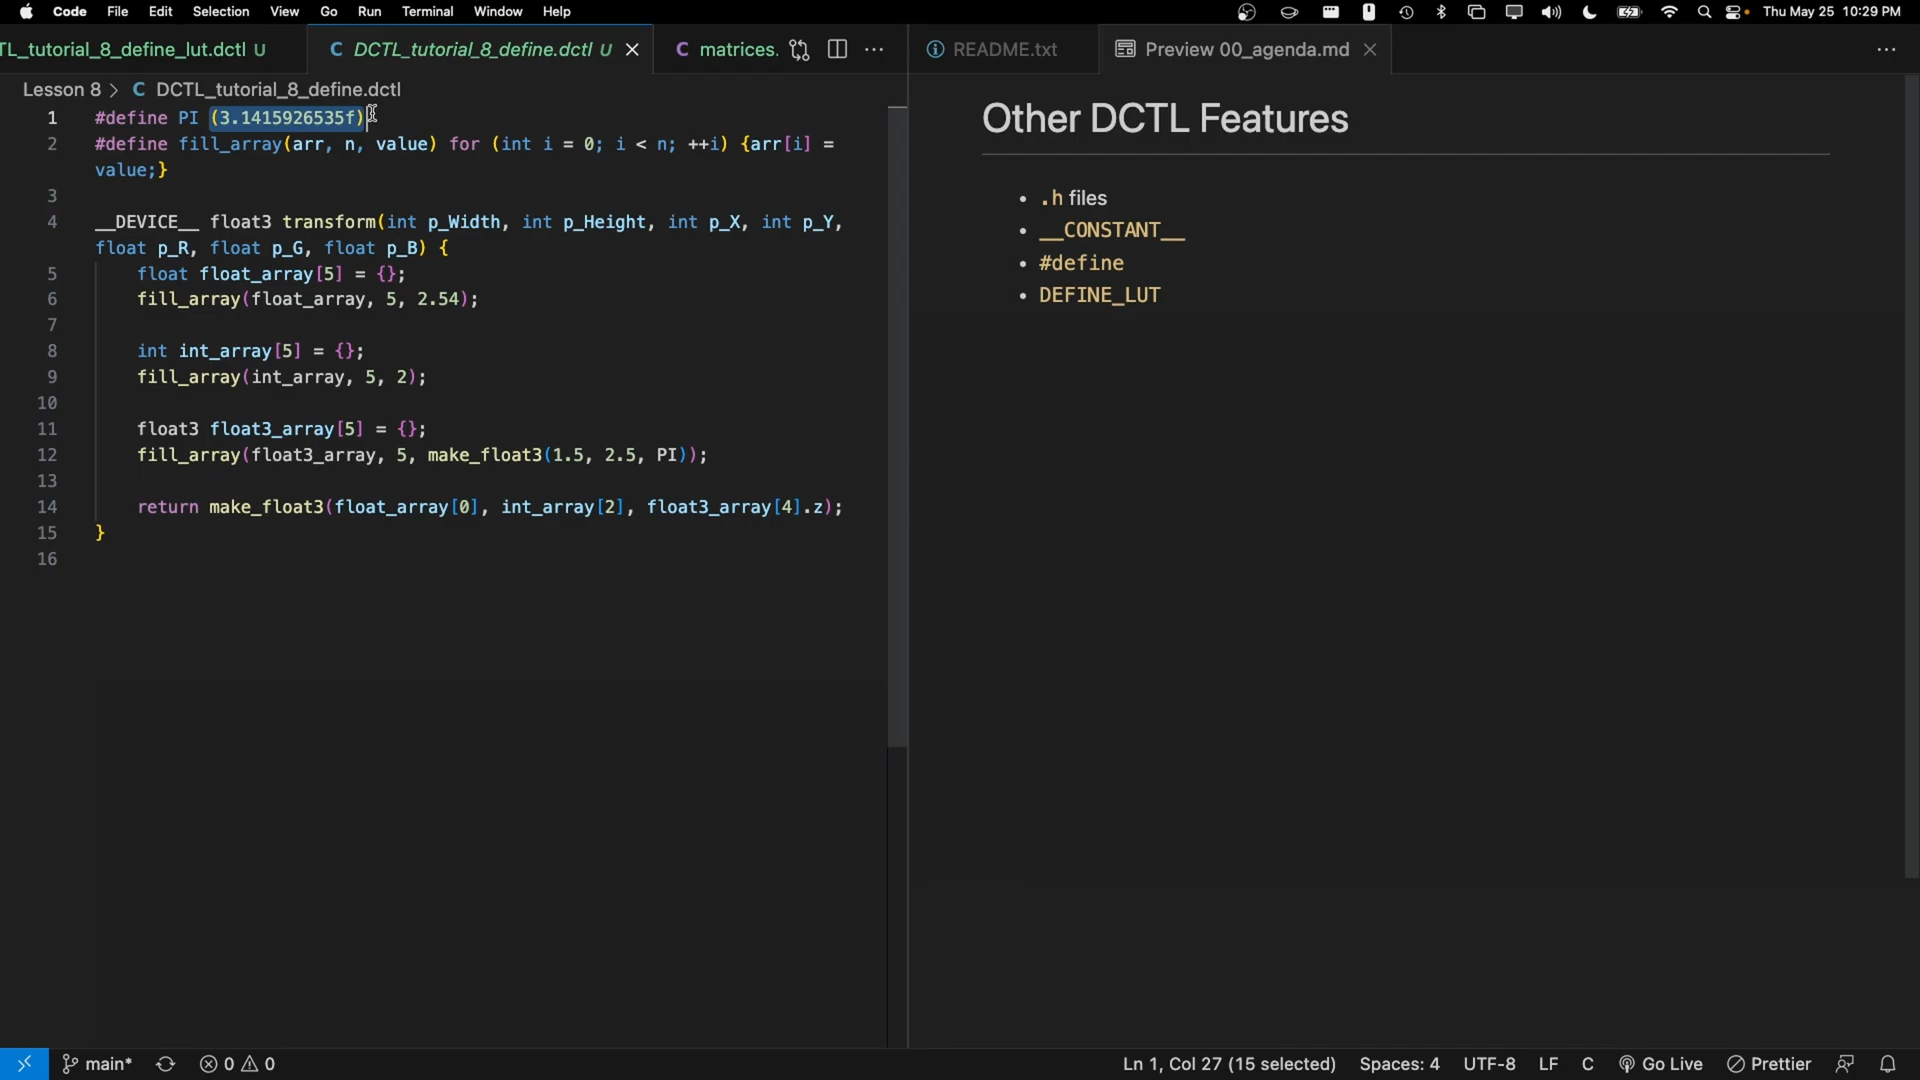 Code File Edit Selection View Go Run Terminal Window Help Thu May 25 10:29 PM
TL_tutorial_8_define_lut.dctl U C DCTL_tutorial_8_define.dctl U C matrices. README.txt Preview 00_agenda.md
Lesson 8 > C DCTL_tutorial_8_define.dctl
1 #define PI (3.1415926535f)
2 #define fill_array(arr, n, value) for (int i = 0; i < n; ++i) {arr[i] =
value;}
3
4 __DEVICE__ float3 transform(int p_Width, int p_Height, int p_X, int p_Y,
float p_R, float p_G, float p_B) {
5 float float_array[5] = {};
6 fill_array(float_array, 5, 2.54);
7
8 int int_array[5] = {};
9 fill_array(int_array, 5, 2);
10
11 float3 float3_array[5] = {};
12 fill_array(float3_array, 5, make_float3(1.5, 2.5, PI));
13
14 return make_float3(float_array[0], int_array[2], float3_array[4].z);
15 }
16
Other DCTL Features
• .h files
• __CONSTANT__
• #define
• DEFINE_LUT
main* 0 0 Ln 1, Col 27 (15 selected) Spaces: 4 UTF-8 LF C Go Live Prettier